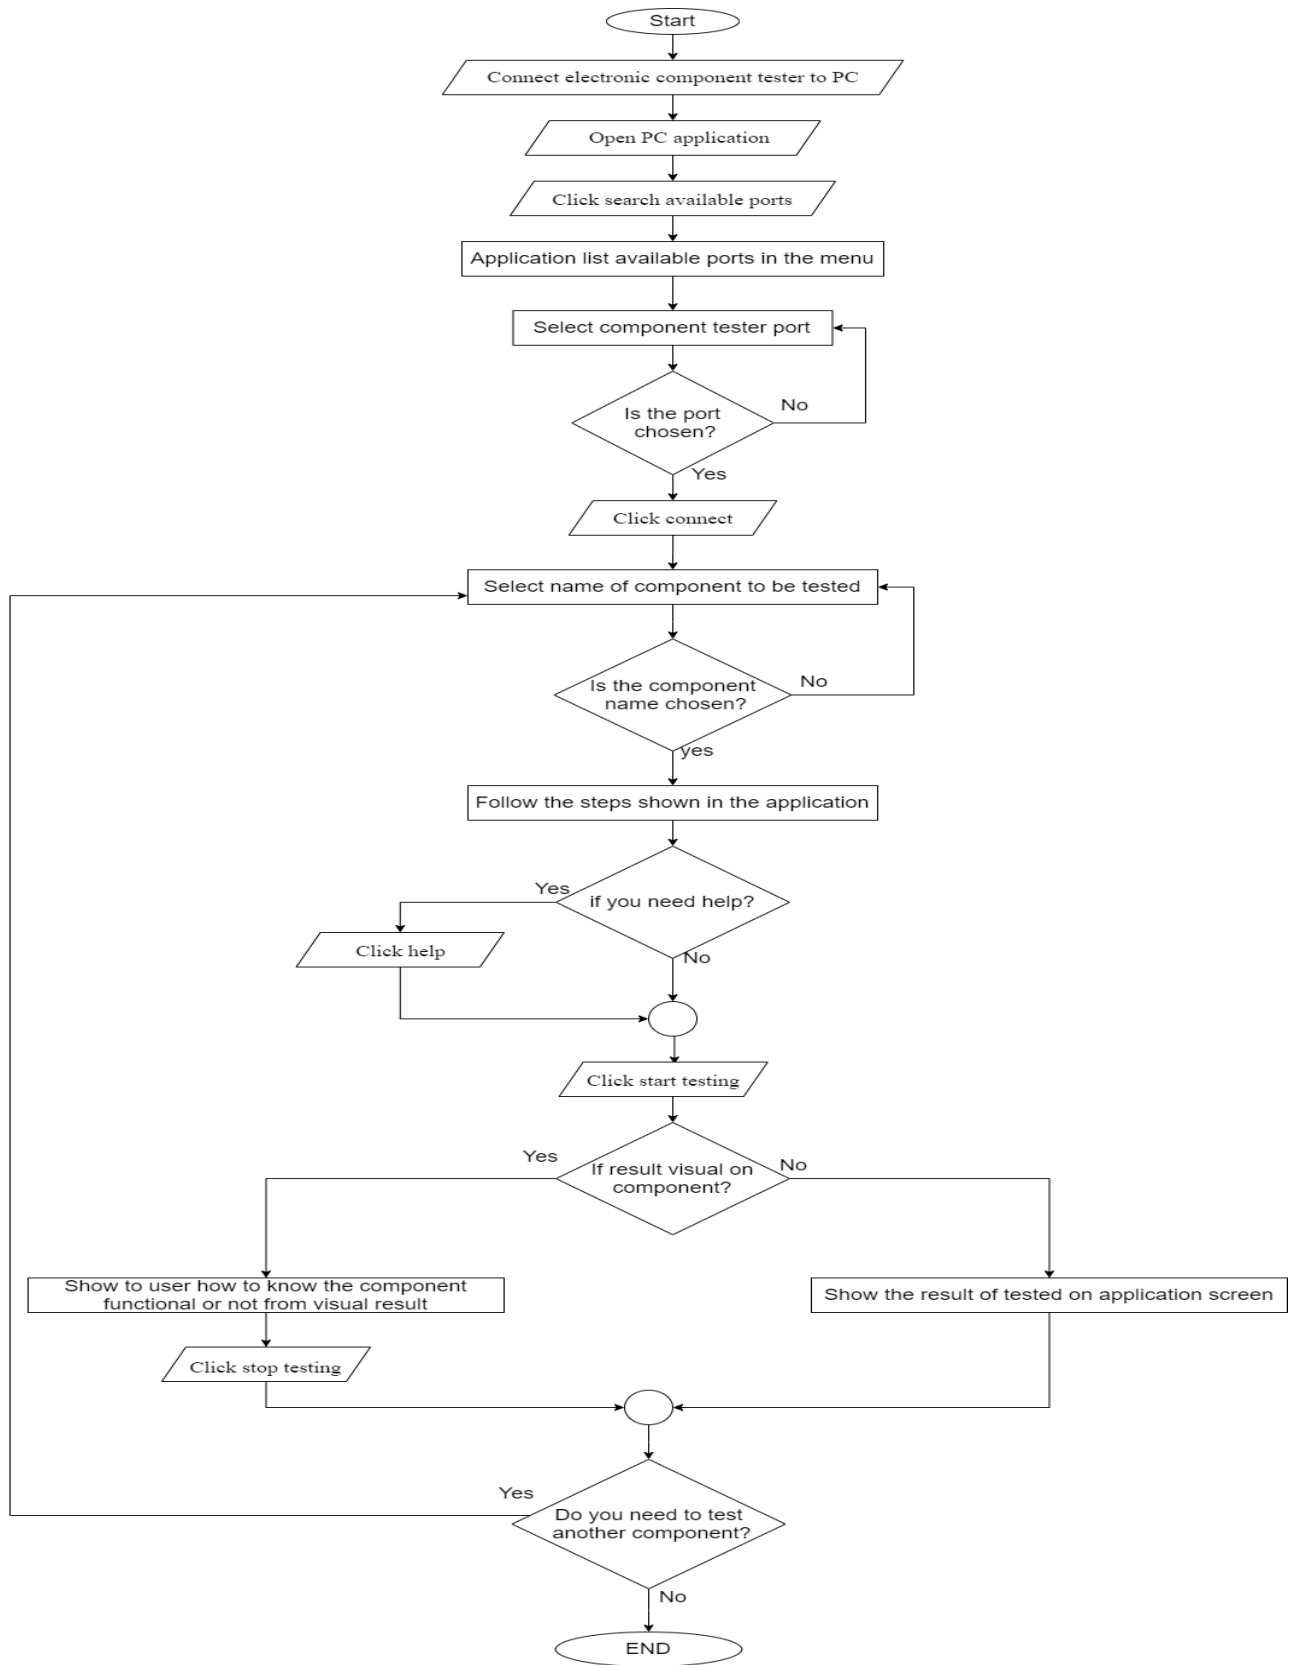 Start
Connect electronic component tester to PC
Open PC application
Click search available ports
Application list available ports in the menu
Select component tester port
Is the port
chosen?
No
Yes
Click connect
Select name of component to be tested
Is the component
name chosen?
No
yes
Follow the steps shown in the application
if you need help?
Yes
Click help
No
Click start testing
If result visual on
component?
Yes
No
Show to user how to know the component
functional or not from visual result
Show the result of tested on application screen
Click stop testing
Do you need to test
another component?
Yes
No
END